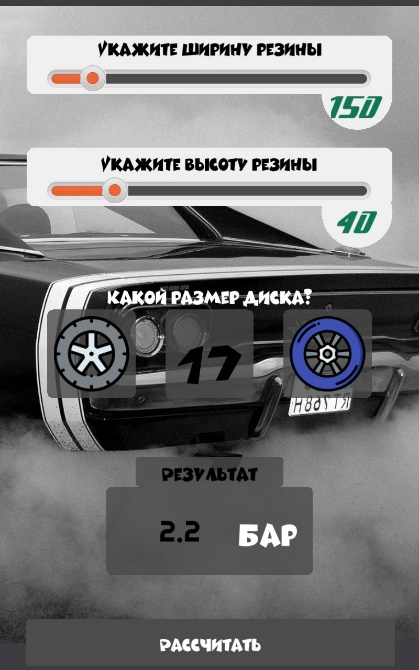 Укажите ширину резины
150
Укажите высоту резины
40
Какой размер диска?
17
Результат
2.2 БАР
Рассчитать